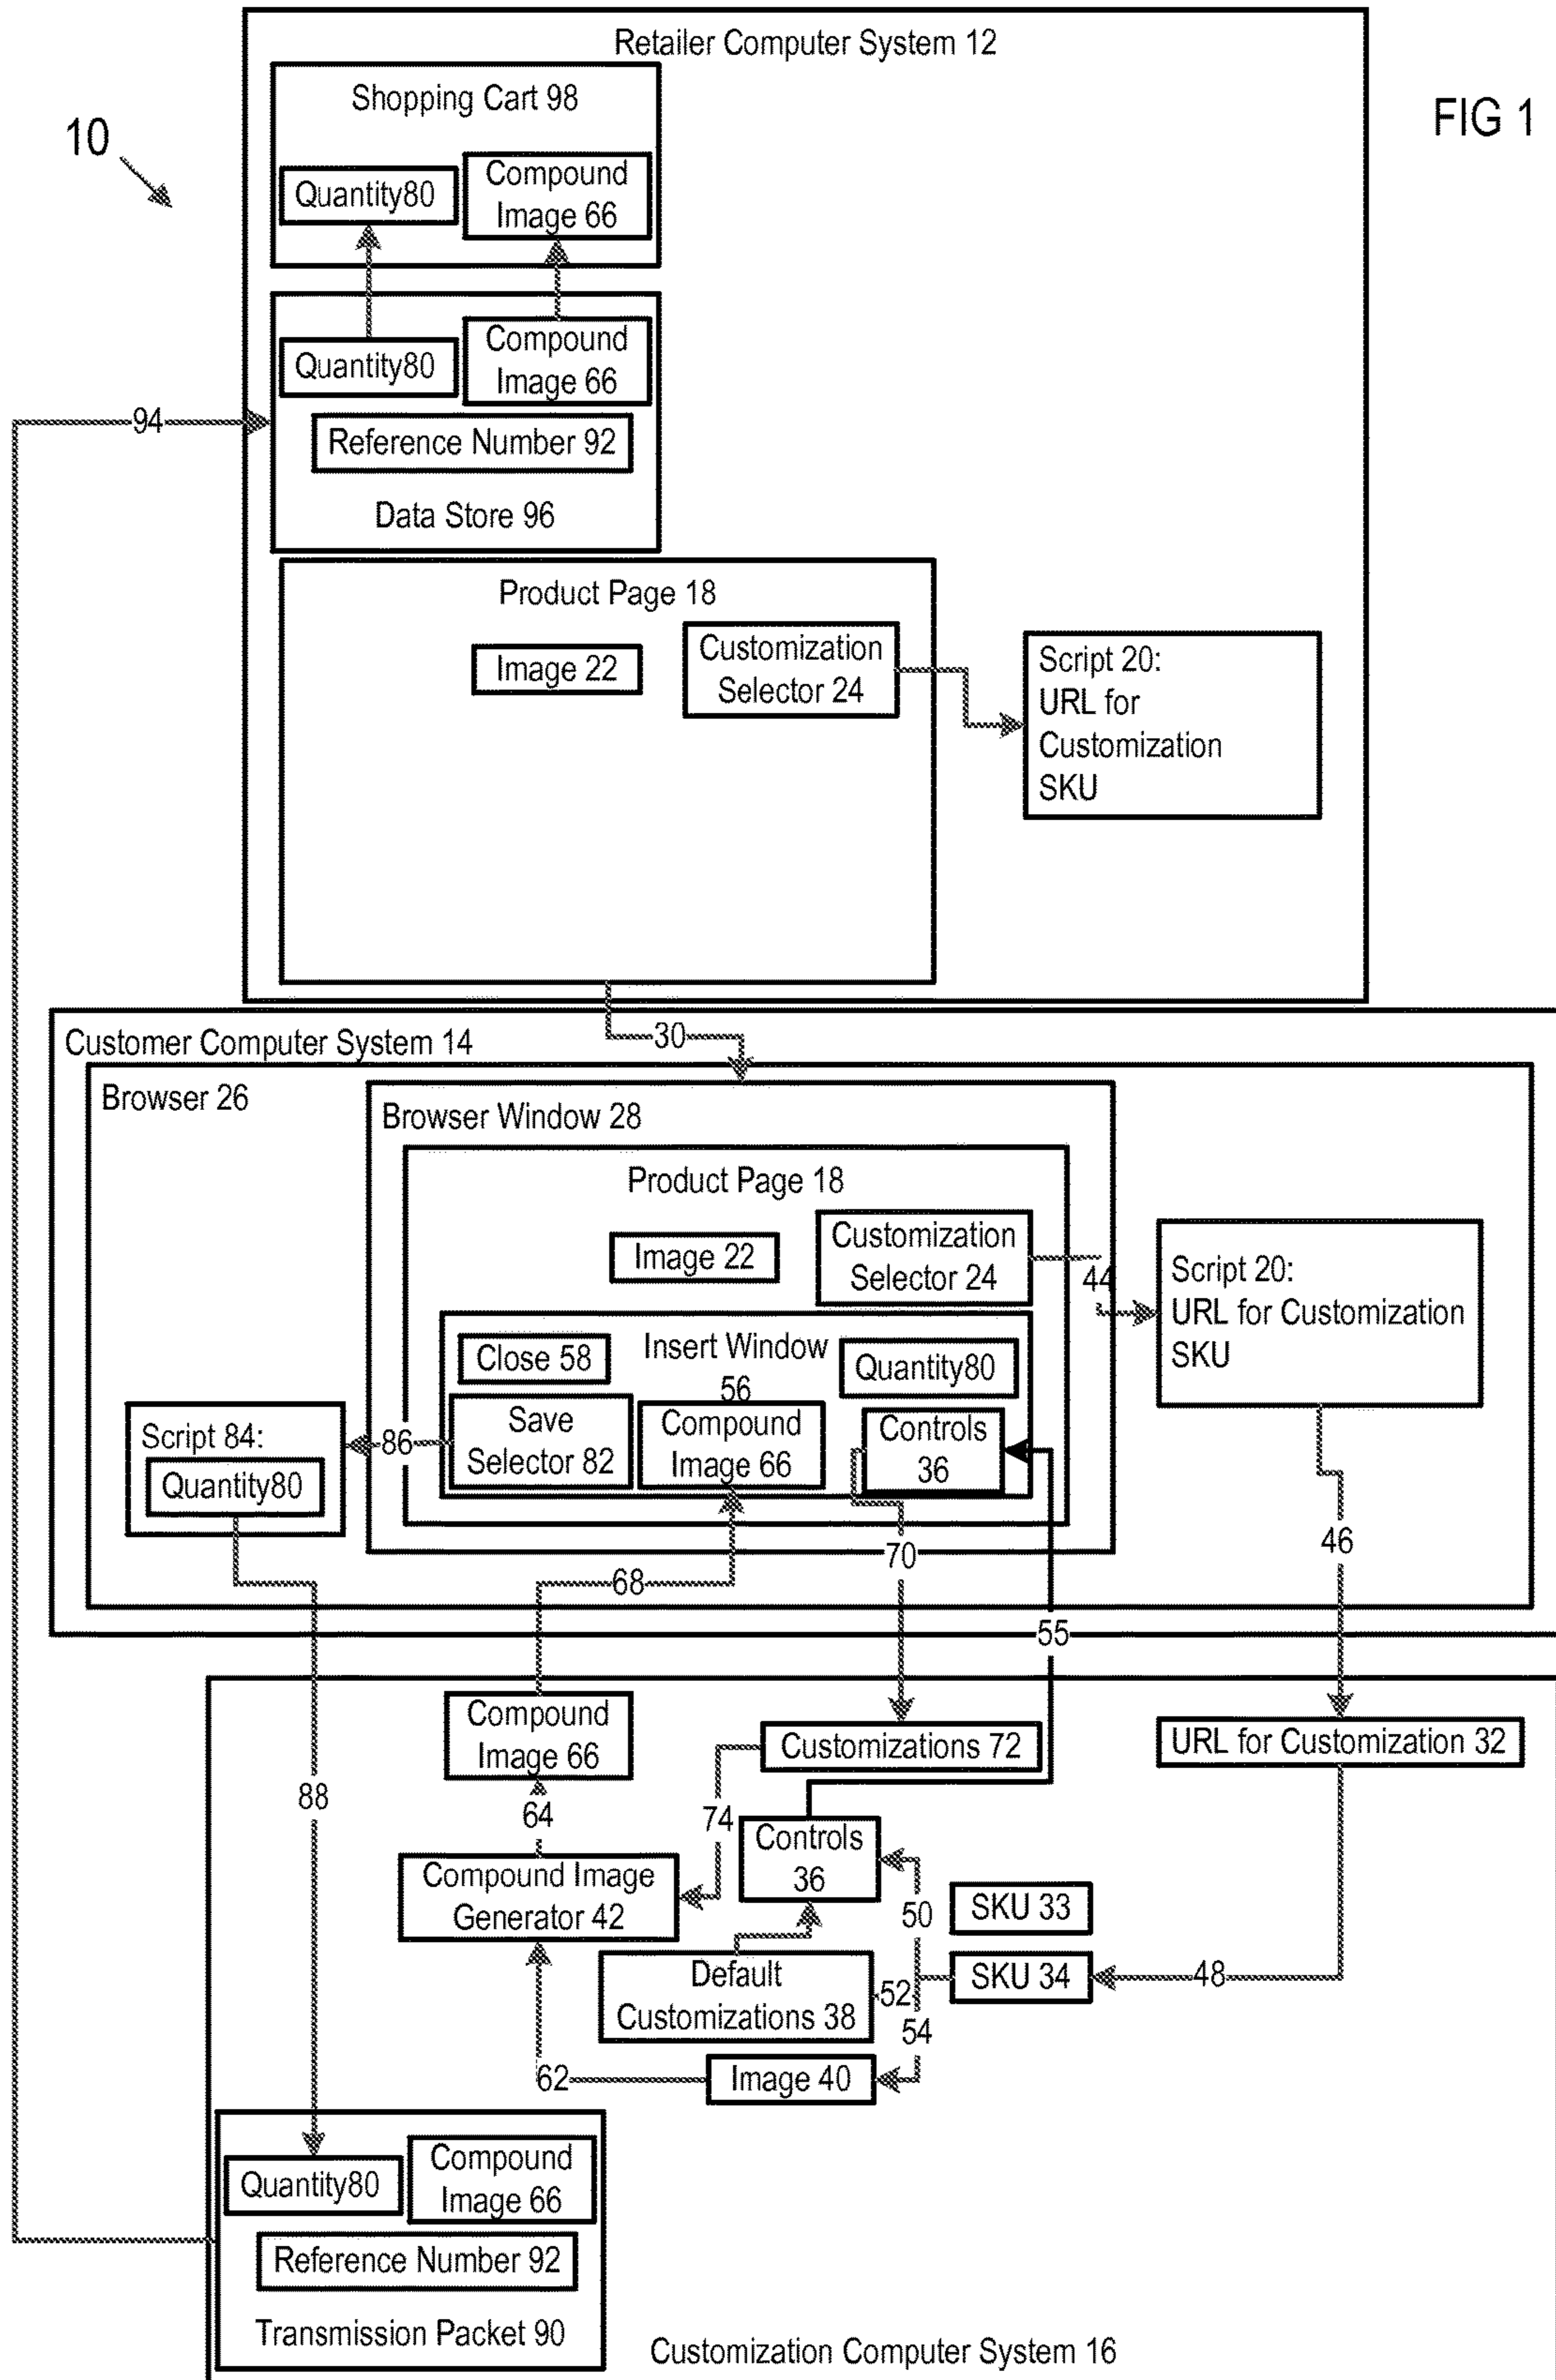 Retailer Computer System 12
FIG 1
10
Shopping Cart 98
Quantity80
Compound
Image 66
Quantity80
Compound
Image 66
Reference Number 92
Data Store 96
94
Product Page 18
Image 22
Customization
Selector 24
Script 20:
URL for
Customization
SKU
30
Customer Computer System 14
Browser 26
Browser Window 28
Product Page 18
Image 22
Customization
Selector 24
44
Script 20:
URL for Customization
SKU
Close 58
Insert Window
56
Quantity80
Save
Selector 82
Compound
Image 66
Controls
36
86
Script 84:
Quantity80
70
46
68
55
Compound
Image 66
Customizations 72
URL for Customization 32
88
64
74
Controls
36
Compound Image
Generator 42
50
SKU 33
Default
Customizations 38
52
SKU 34
48
54
62
Image 40
Quantity80
Compound
Image 66
Reference Number 92
Transmission Packet 90
Customization Computer System 16